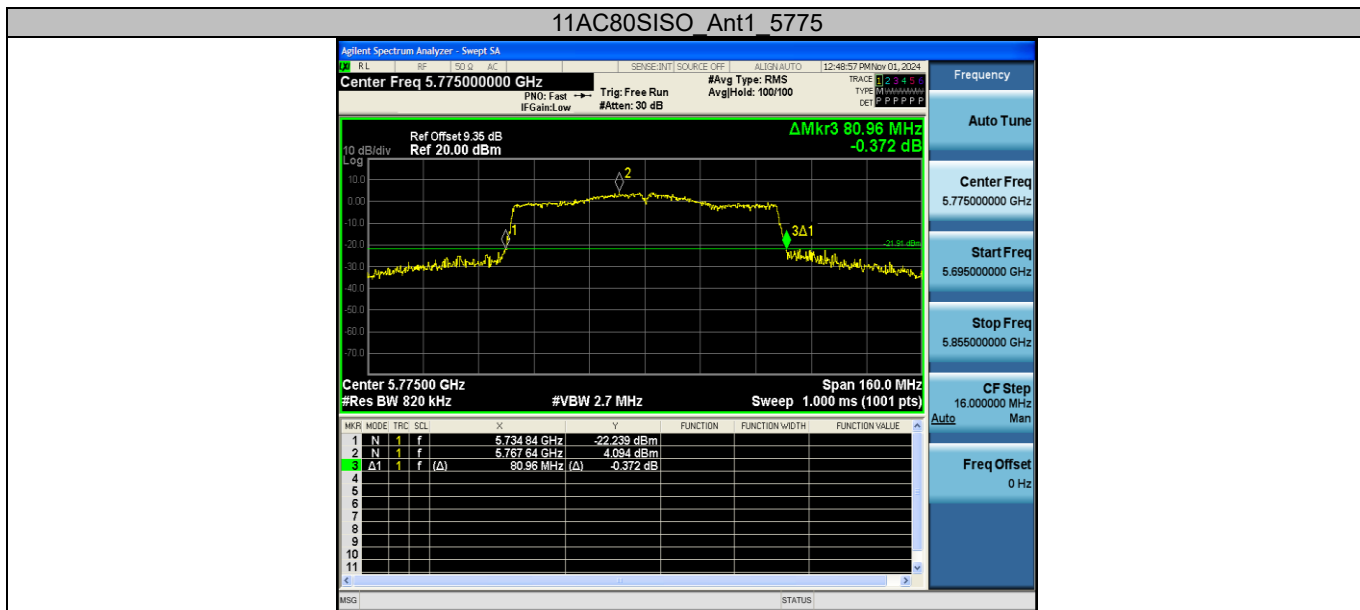 11AC80SISO_Ant1_5775
Agilent Spectrum Analyzer - Swept SA
RL RF 50 Ω AC SENSE:INT SOURCE OFF ALIGNAUTO 12:48:57 PM Nov 01, 2024
Center Freq 5.775000000 GHz
PNO: Fast
IFGain:Low
Trig: Free Run
#Atten: 30 dB
#Avg Type: RMS
Avg|Hold: 100/100
TRACE 1 2 3 4 5 6
TYPE M
DET P P P P P P
Frequency
Auto Tune
Center Freq
5.775000000 GHz
Start Freq
5.695000000 GHz
Stop Freq
5.855000000 GHz
CF Step
16.000000 MHz
Auto Man
Freq Offset
0 Hz
ΔMkr3 80.96 MHz
-0.372 dB
Ref Offset 9.35 dB
10 dB/div Ref 20.00 dBm
Log
10.0
0.00
-10.0
-20.0
-30.0
-40.0
-50.0
-60.0
-70.0
2
1
3Δ1
-21.91 dBm
Center 5.77500 GHz Span 160.0 MHz
#Res BW 820 kHz #VBW 2.7 MHz Sweep 1.000 ms (1001 pts)
MKR MODE TRC SCL X Y FUNCTION FUNCTION WIDTH FUNCTION VALUE
1 N 1 f 5.734 84 GHz -22.239 dBm
2 N 1 f 5.767 64 GHz 4.094 dBm
3 Δ1 1 f (Δ) 80.96 MHz (Δ) -0.372 dB
4
5
6
7
8
9
10
11
MSG STATUS